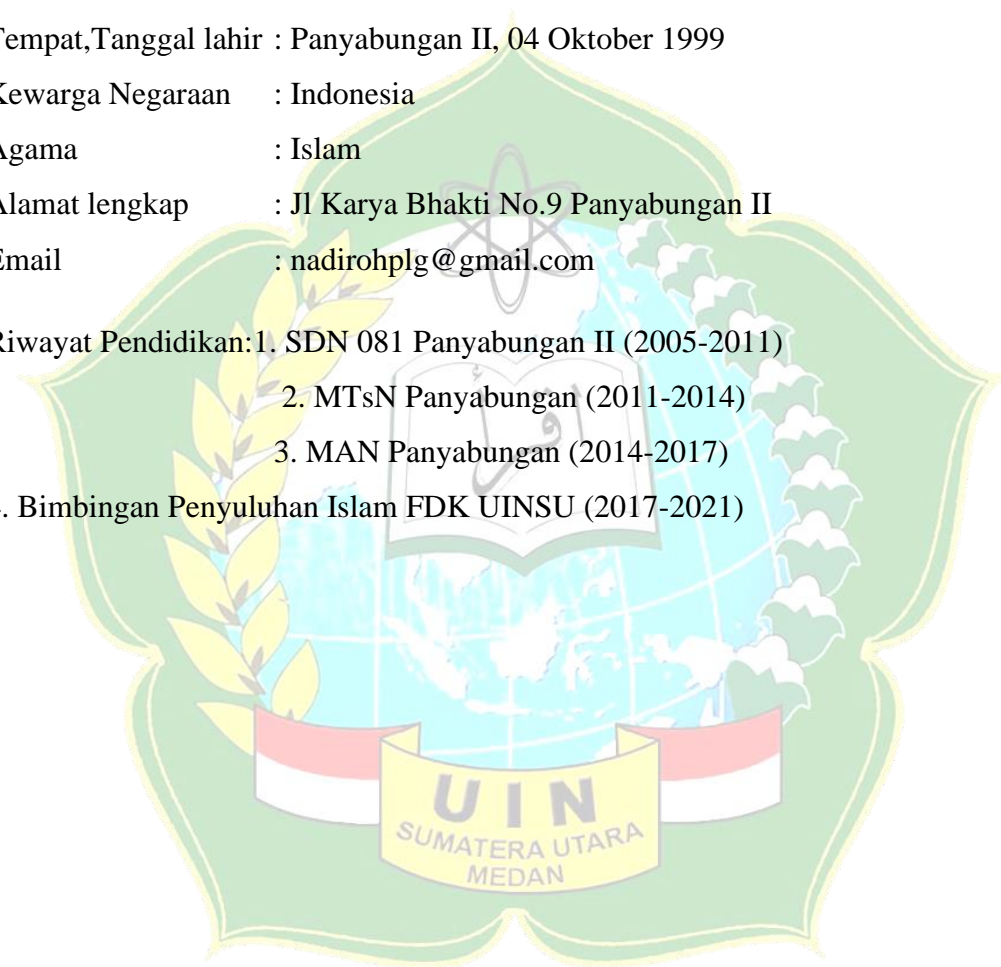 Tempat,Tanggal lahir : Panyabungan II, 04 Oktober 1999
Kewarga Negaraan : Indonesia
Agama : Islam
Alamat lengkap : Jl Karya Bhakti No.9 Panyabungan II
Email : nadirohplg@gmail.com
Riwayat Pendidikan:1. SDN 081 Panyabungan II (2005-2011)
2. MTsN Panyabungan (2011-2014)
3. MAN Panyabungan (2014-2017)
4. Bimbingan Penyuluhan Islam FDK UINSU (2017-2021)
إقرأ
UIN
SUMATERA UTARA
MEDAN